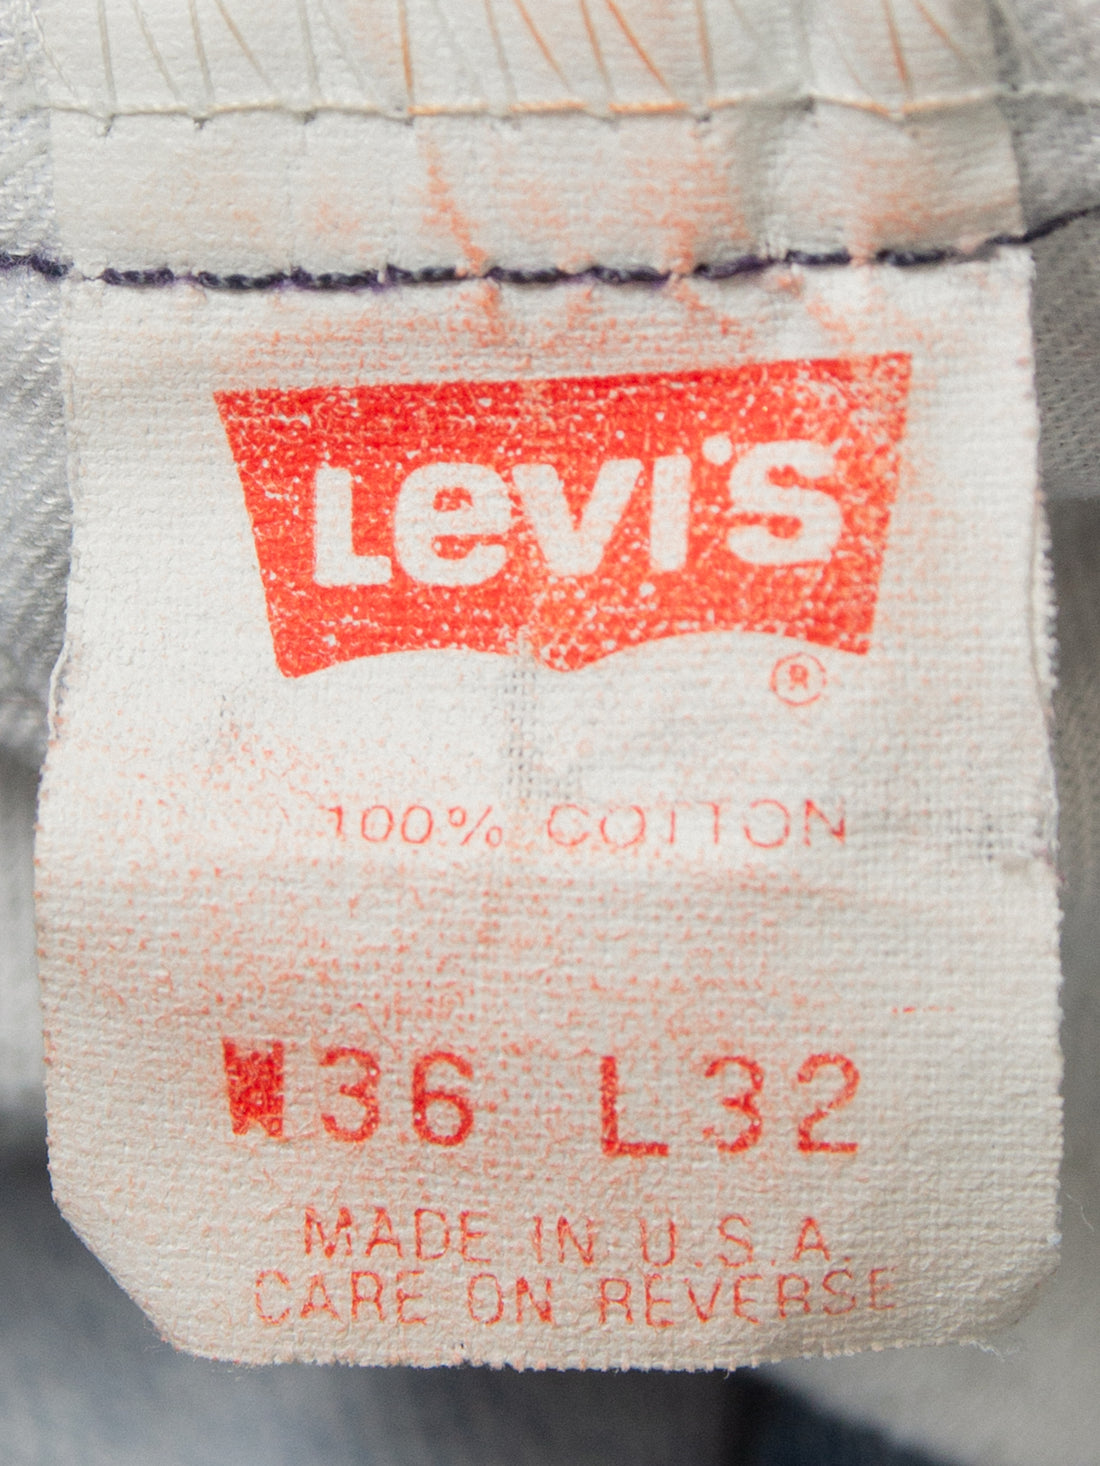 Levi's
®
100% COTTON
W36 L32
MADE IN U.S.A.
CARE ON REVERSE